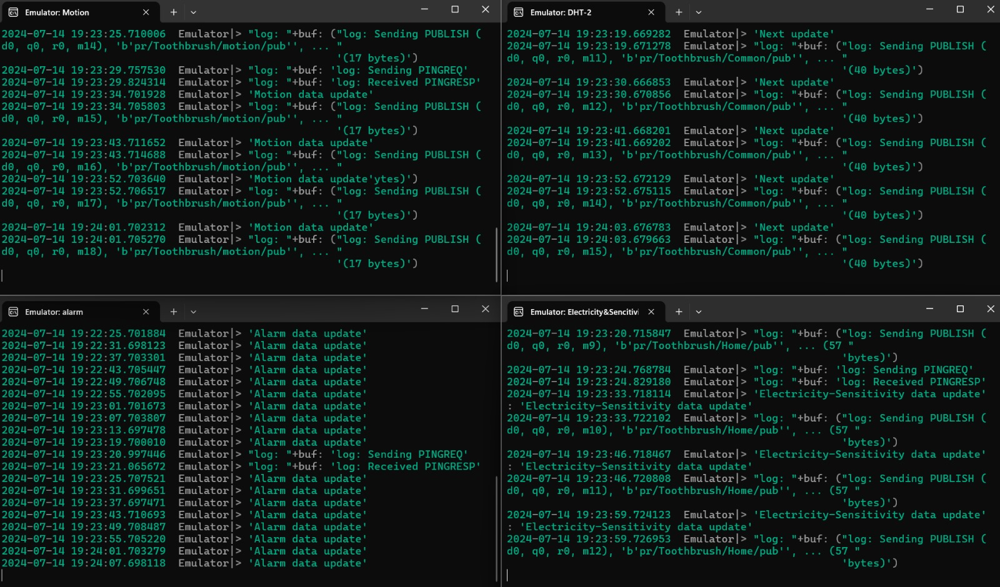 Emulator: Motion
2024-07-14 19:23:25.710006  Emulator|> "log: "+buf: ("log: Sending PUBLISH (
d0, q0, r0, m14), 'b'pr/Toothbrush/motion/pub'', ... "
'(17 bytes)')
2024-07-14 19:23:29.757530  Emulator|> "log: "+buf: 'log: Sending PINGREQ'
2024-07-14 19:23:29.824314  Emulator|> "log: "+buf: 'log: Received PINGRESP'
2024-07-14 19:23:34.701928  Emulator|> 'Motion data update'
2024-07-14 19:23:34.705803  Emulator|> "log: "+buf: ("log: Sending PUBLISH (
d0, q0, r0, m15), 'b'pr/Toothbrush/motion/pub'', ... "
'(17 bytes)')
2024-07-14 19:23:43.711652  Emulator|> 'Motion data update'
2024-07-14 19:23:43.714688  Emulator|> "log: "+buf: ("log: Sending PUBLISH (
d0, q0, r0, m16), 'b'pr/Toothbrush/motion/pub'', ... "
2024-07-14 19:23:52.703640  Emulator|> 'Motion data update'ytes)')
2024-07-14 19:23:52.706517  Emulator|> "log: "+buf: ("log: Sending PUBLISH (
d0, q0, r0, m17), 'b'pr/Toothbrush/motion/pub'', ... "
'(17 bytes)')
2024-07-14 19:24:01.702312  Emulator|> 'Motion data update'
2024-07-14 19:24:01.705270  Emulator|> "log: "+buf: ("log: Sending PUBLISH (
d0, q0, r0, m18), 'b'pr/Toothbrush/motion/pub'', ... "
'(17 bytes)')
Emulator: DHT-2
2024-07-14 19:23:19.669282  Emulator|> 'Next update'
2024-07-14 19:23:19.671278  Emulator|> "log: "+buf: ("log: Sending PUBLISH (
d0, q0, r0, m11), 'b'pr/Toothbrush/Common/pub'', ... "
'(40 bytes)')
2024-07-14 19:23:30.666853  Emulator|> 'Next update'
2024-07-14 19:23:30.670856  Emulator|> "log: "+buf: ("log: Sending PUBLISH (
d0, q0, r0, m12), 'b'pr/Toothbrush/Common/pub'', ... "
'(40 bytes)')
2024-07-14 19:23:41.668201  Emulator|> 'Next update'
2024-07-14 19:23:41.669202  Emulator|> "log: "+buf: ("log: Sending PUBLISH (
d0, q0, r0, m13), 'b'pr/Toothbrush/Common/pub'', ... "
'(40 bytes)')
2024-07-14 19:23:52.672129  Emulator|> 'Next update'
2024-07-14 19:23:52.675115  Emulator|> "log: "+buf: ("log: Sending PUBLISH (
d0, q0, r0, m14), 'b'pr/Toothbrush/Common/pub'', ... "
'(40 bytes)')
2024-07-14 19:24:03.676783  Emulator|> 'Next update'
2024-07-14 19:24:03.679663  Emulator|> "log: "+buf: ("log: Sending PUBLISH (
d0, q0, r0, m15), 'b'pr/Toothbrush/Common/pub'', ... "
'(40 bytes)')
Emulator: alarm
2024-07-14 19:22:25.701884  Emulator|> 'Alarm data update'
2024-07-14 19:22:31.698123  Emulator|> 'Alarm data update'
2024-07-14 19:22:37.703301  Emulator|> 'Alarm data update'
2024-07-14 19:22:43.705447  Emulator|> 'Alarm data update'
2024-07-14 19:22:49.706748  Emulator|> 'Alarm data update'
2024-07-14 19:22:55.702095  Emulator|> 'Alarm data update'
2024-07-14 19:23:01.701673  Emulator|> 'Alarm data update'
2024-07-14 19:23:07.703807  Emulator|> 'Alarm data update'
2024-07-14 19:23:13.697478  Emulator|> 'Alarm data update'
2024-07-14 19:23:19.700010  Emulator|> 'Alarm data update'
2024-07-14 19:23:20.997446  Emulator|> "log: "+buf: 'log: Sending PINGREQ'
2024-07-14 19:23:21.065672  Emulator|> "log: "+buf: 'log: Received PINGRESP'
2024-07-14 19:23:25.707521  Emulator|> 'Alarm data update'
2024-07-14 19:23:31.699651  Emulator|> 'Alarm data update'
2024-07-14 19:23:37.697471  Emulator|> 'Alarm data update'
2024-07-14 19:23:43.710693  Emulator|> 'Alarm data update'
2024-07-14 19:23:49.708487  Emulator|> 'Alarm data update'
2024-07-14 19:23:55.705220  Emulator|> 'Alarm data update'
2024-07-14 19:24:01.703279  Emulator|> 'Alarm data update'
2024-07-14 19:24:07.698118  Emulator|> 'Alarm data update'
Emulator: Electricity&Sencitivi
2024-07-14 19:23:20.715847  Emulator|> "log: "+buf: ("log: Sending PUBLISH (
d0, q0, r0, m9), 'b'pr/Toothbrush/Home/pub'', ... (57 "
'bytes)')
2024-07-14 19:23:24.768784  Emulator|> "log: "+buf: 'log: Sending PINGREQ'
2024-07-14 19:23:24.829180  Emulator|> "log: "+buf: 'log: Received PINGRESP'
2024-07-14 19:23:33.718114  Emulator|> 'Electricity-Sensitivity data update'
: 'Electricity-Sensitivity data update'
2024-07-14 19:23:33.722102  Emulator|> "log: "+buf: ("log: Sending PUBLISH (
d0, q0, r0, m10), 'b'pr/Toothbrush/Home/pub'', ... (57 "
'bytes)')
2024-07-14 19:23:46.718467  Emulator|> 'Electricity-Sensitivity data update'
: 'Electricity-Sensitivity data update'
2024-07-14 19:23:46.720808  Emulator|> "log: "+buf: ("log: Sending PUBLISH (
d0, q0, r0, m11), 'b'pr/Toothbrush/Home/pub'', ... (57 "
'bytes)')
2024-07-14 19:23:59.724123  Emulator|> 'Electricity-Sensitivity data update'
: 'Electricity-Sensitivity data update'
2024-07-14 19:23:59.726953  Emulator|> "log: "+buf: ("log: Sending PUBLISH (
d0, q0, r0, m12), 'b'pr/Toothbrush/Home/pub'', ... (57 "
'bytes)')